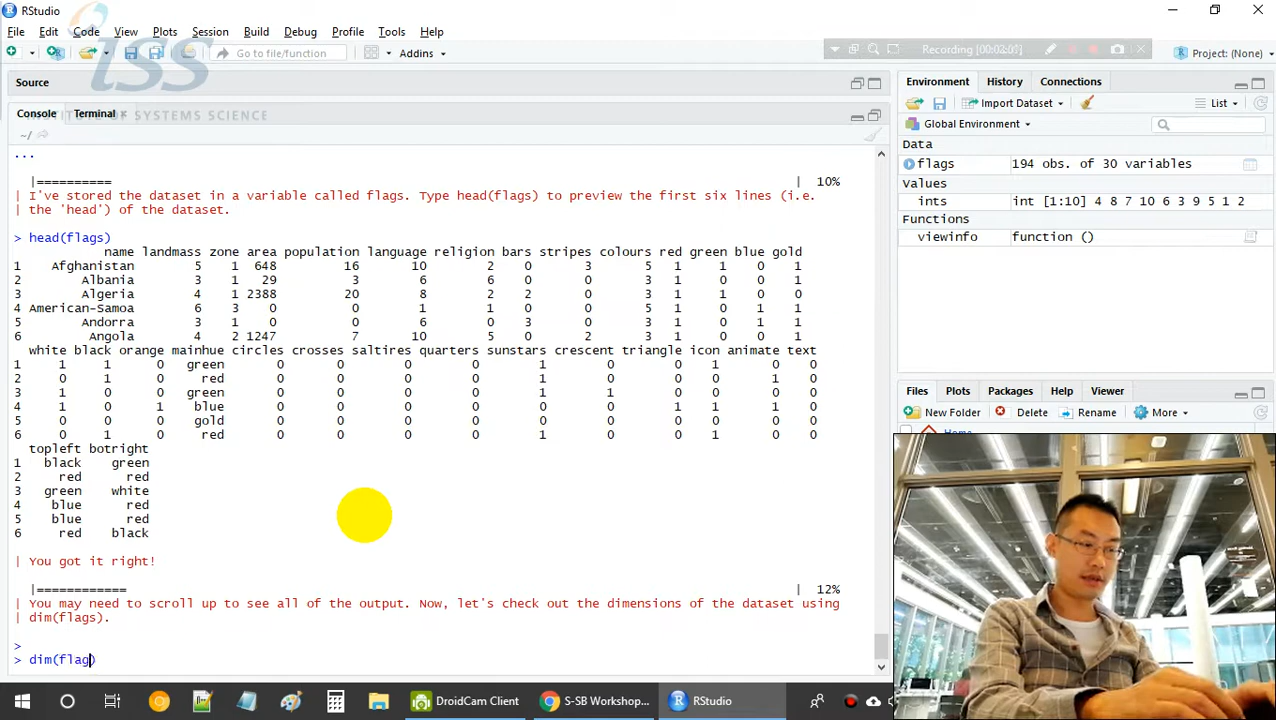 RStudio
File Edit Code View Plots Session Build Debug Profile Tools Help
Go to file/function Addins Recording [00:02:01] Project: (None)
iss
INSTITUTE OF SYSTEMS SCIENCE
Source
Console Terminal ×
~/
...
|========== | 10%
| I've stored the dataset in a variable called flags. Type head(flags) to preview the first six lines (i.e.
| the 'head') of the dataset.
> head(flags)
name landmass zone area population language religion bars stripes colours red green blue gold
1 Afghanistan 5 1 648 16 10 2 0 3 5 1 1 0 1
2 Albania 3 1 29 3 6 6 0 0 3 1 0 0 1
3 Algeria 4 1 2388 20 8 2 2 0 3 1 1 0 0
4 American-Samoa 6 3 0 0 1 1 0 0 5 1 0 1 1
5 Andorra 3 1 0 0 6 0 3 0 3 1 0 1 1
6 Angola 4 2 1247 7 10 5 0 2 3 1 0 0 1
white black orange mainhue circles crosses saltires quarters sunstars crescent triangle icon animate text
1 1 1 0 green 0 0 0 0 1 0 0 1 0 0
2 0 1 0 red 0 0 0 0 1 0 0 0 1 0
3 1 0 0 green 0 0 0 0 1 1 0 0 0 0
4 1 0 1 blue 0 0 0 0 0 0 1 1 1 0
5 0 0 0 gold 0 0 0 0 0 0 0 0 0 0
6 0 1 0 red 0 0 0 0 1 0 0 1 0 0
topleft botright
1 black green
2 red red
3 green white
4 blue red
5 blue red
6 red black
| You got it right!
|============ | 12%
| You may need to scroll up to see all of the output. Now, let's check out the dimensions of the dataset using
| dim(flags).
>
> dim(flag)
Environment History Connections
Import Dataset List
Global Environment
Data
flags 194 obs. of 30 variables
Values
ints int [1:10] 4 8 7 10 6 3 9 5 1 2
Functions
viewinfo function ()
Files Plots Packages Help Viewer
New Folder Delete Rename More
Home
DroidCam Client S-SB Workshop... RStudio